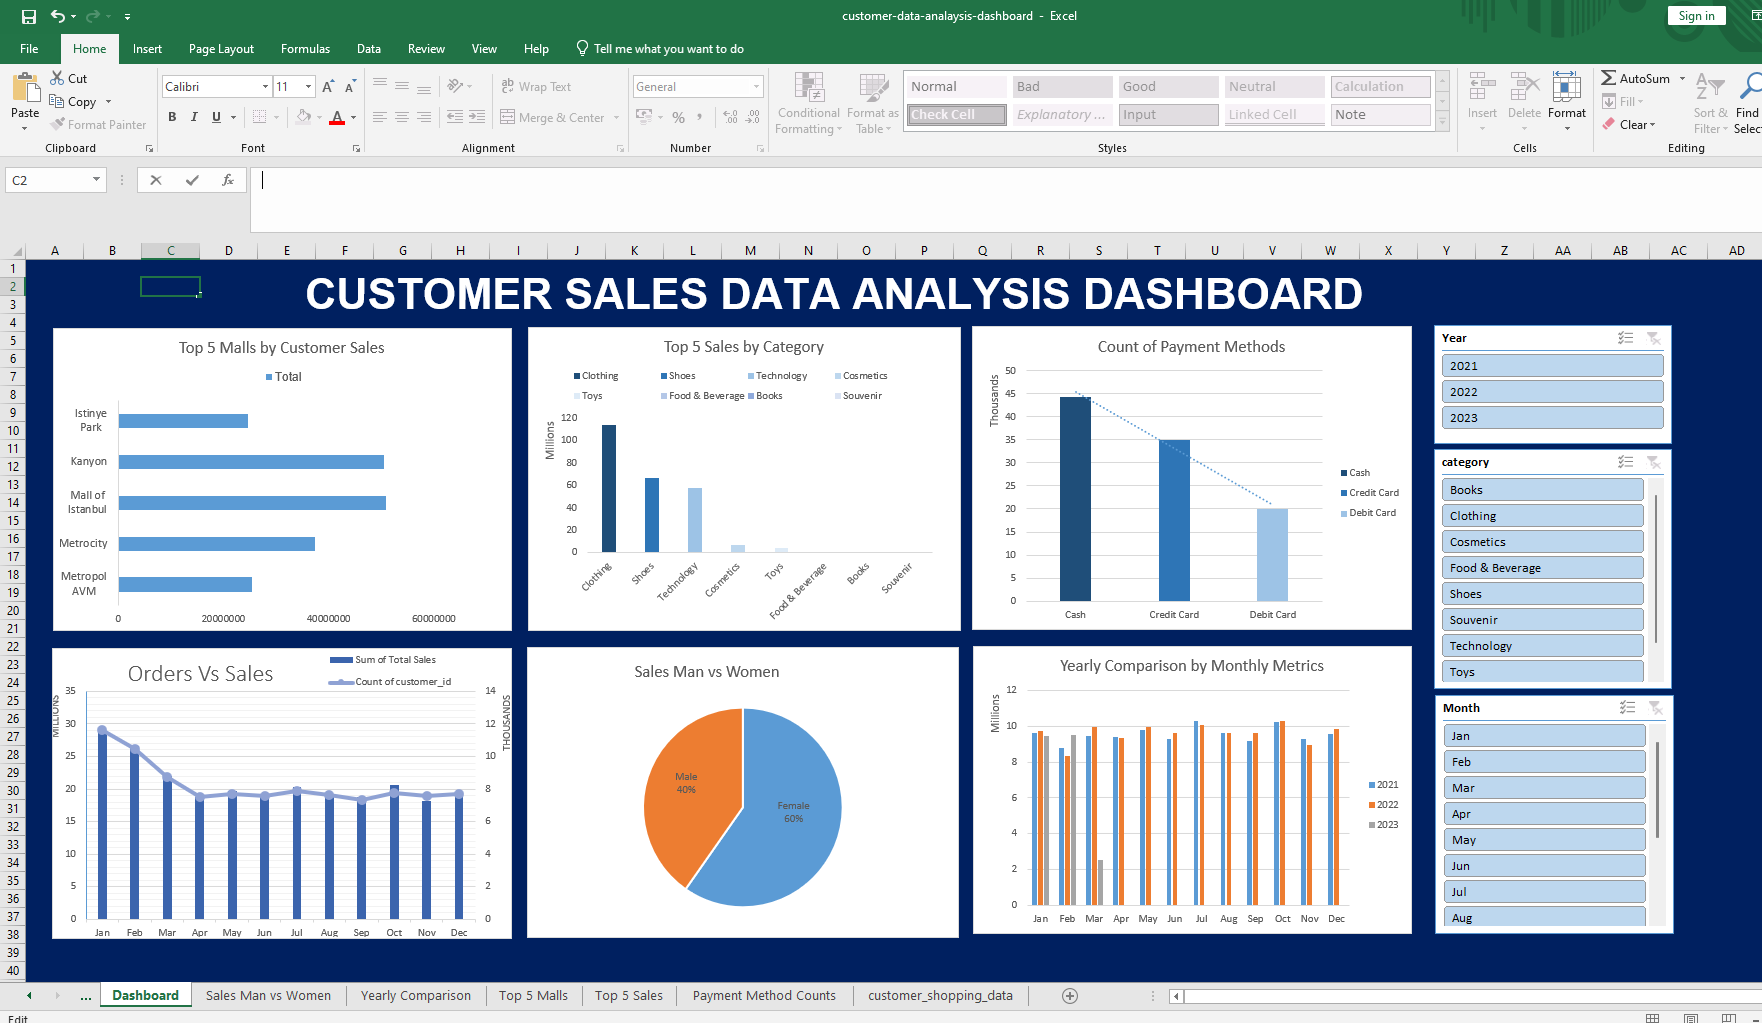 customer-data-analaysis-dashboard - Excel
Sign in
File Home Insert Page Layout Formulas Data Review View Help Tell me what you want to do
Paste
Cut
Copy
Format Painter
Clipboard
Calibri 11
B I U
Font
Wrap Text
Merge & Center
Alignment
General
%
Number
Conditional Formatting
Format as Table
Normal Bad Good Neutral Calculation
Check Cell Explanatory ... Input Linked Cell Note
Styles
Insert Delete Format
Cells
AutoSum
Fill
Clear
Sort &
Filter
Find
Selec
Editing
C2
fx
A B C D E F G H I J K L M N O P Q R S T U V W X Y Z AA AB AC AD
1
2
3
4
5
6
7
8
9
10
11
12
13
14
15
16
17
18
19
20
21
22
23
24
25
26
27
28
29
30
31
32
33
34
35
36
37
38
39
40
CUSTOMER SALES DATA ANALYSIS DASHBOARD
Top 5 Malls by Customer Sales
Total
Istinye
Park
Kanyon
Mall of
Istanbul
Metrocity
Metropol
AVM
0 20000000 40000000 60000000
Top 5 Sales by Category
Clothing Shoes Technology Cosmetics
Toys Food & Beverage Books Souvenir
Millions
120
100
80
60
40
20
0
Clothing Shoes Technology Cosmetics Toys Food & Beverage Books Souvenir
Count of Payment Methods
Thousands
50
45
40
35
30
25
20
15
10
5
0
Cash Credit Card Debit Card
Cash
Credit Card
Debit Card
Year
2021
2022
2023
category
Books
Clothing
Cosmetics
Food & Beverage
Shoes
Souvenir
Technology
Toys
Month
Jan
Feb
Mar
Apr
May
Jun
Jul
Aug
Orders Vs Sales
Sum of Total Sales
Count of customer_id
MILLIONS
35
30
25
20
15
10
5
0
THOUSANDS
14
12
10
8
6
4
2
0
Jan Feb Mar Apr May Jun Jul Aug Sep Oct Nov Dec
Sales Man vs Women
Male
40%
Female
60%
Yearly Comparison by Monthly Metrics
Millions
12
10
8
6
4
2
0
Jan Feb Mar Apr May Jun Jul Aug Sep Oct Nov Dec
2021
2022
2023
... Dashboard Sales Man vs Women Yearly Comparison Top 5 Malls Top 5 Sales Payment Method Counts customer_shopping_data
Edit